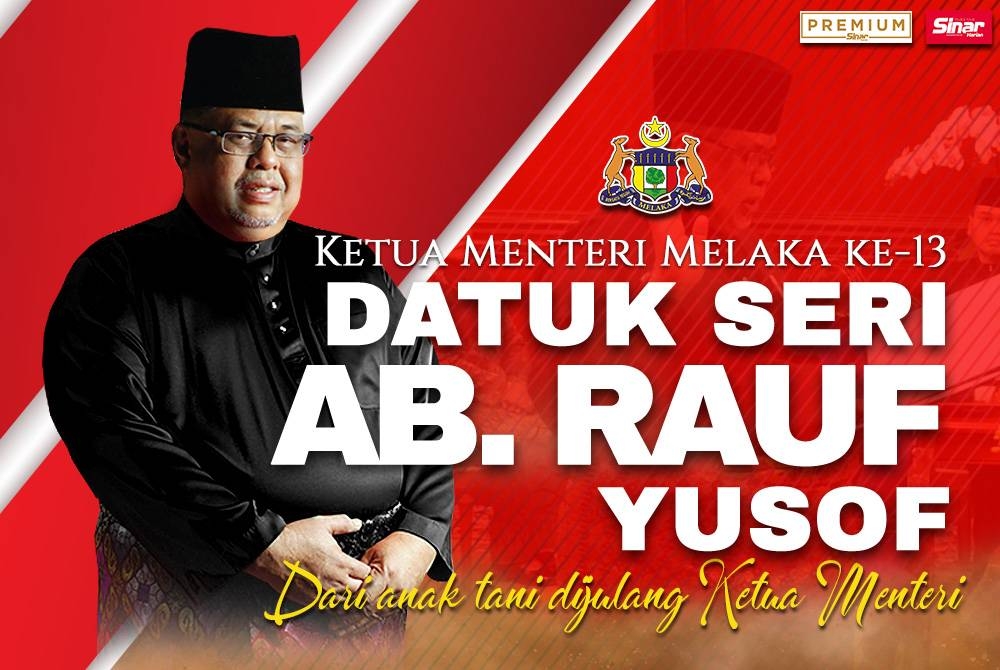 PREMIUM
Sinar
Sinar
Harian
MELAKA
KETUA MENTERI MELAKA KE-13
DATUK SERI
AB. RAUF
YUSOF
Dari anak tani dijulang Ketua Menteri